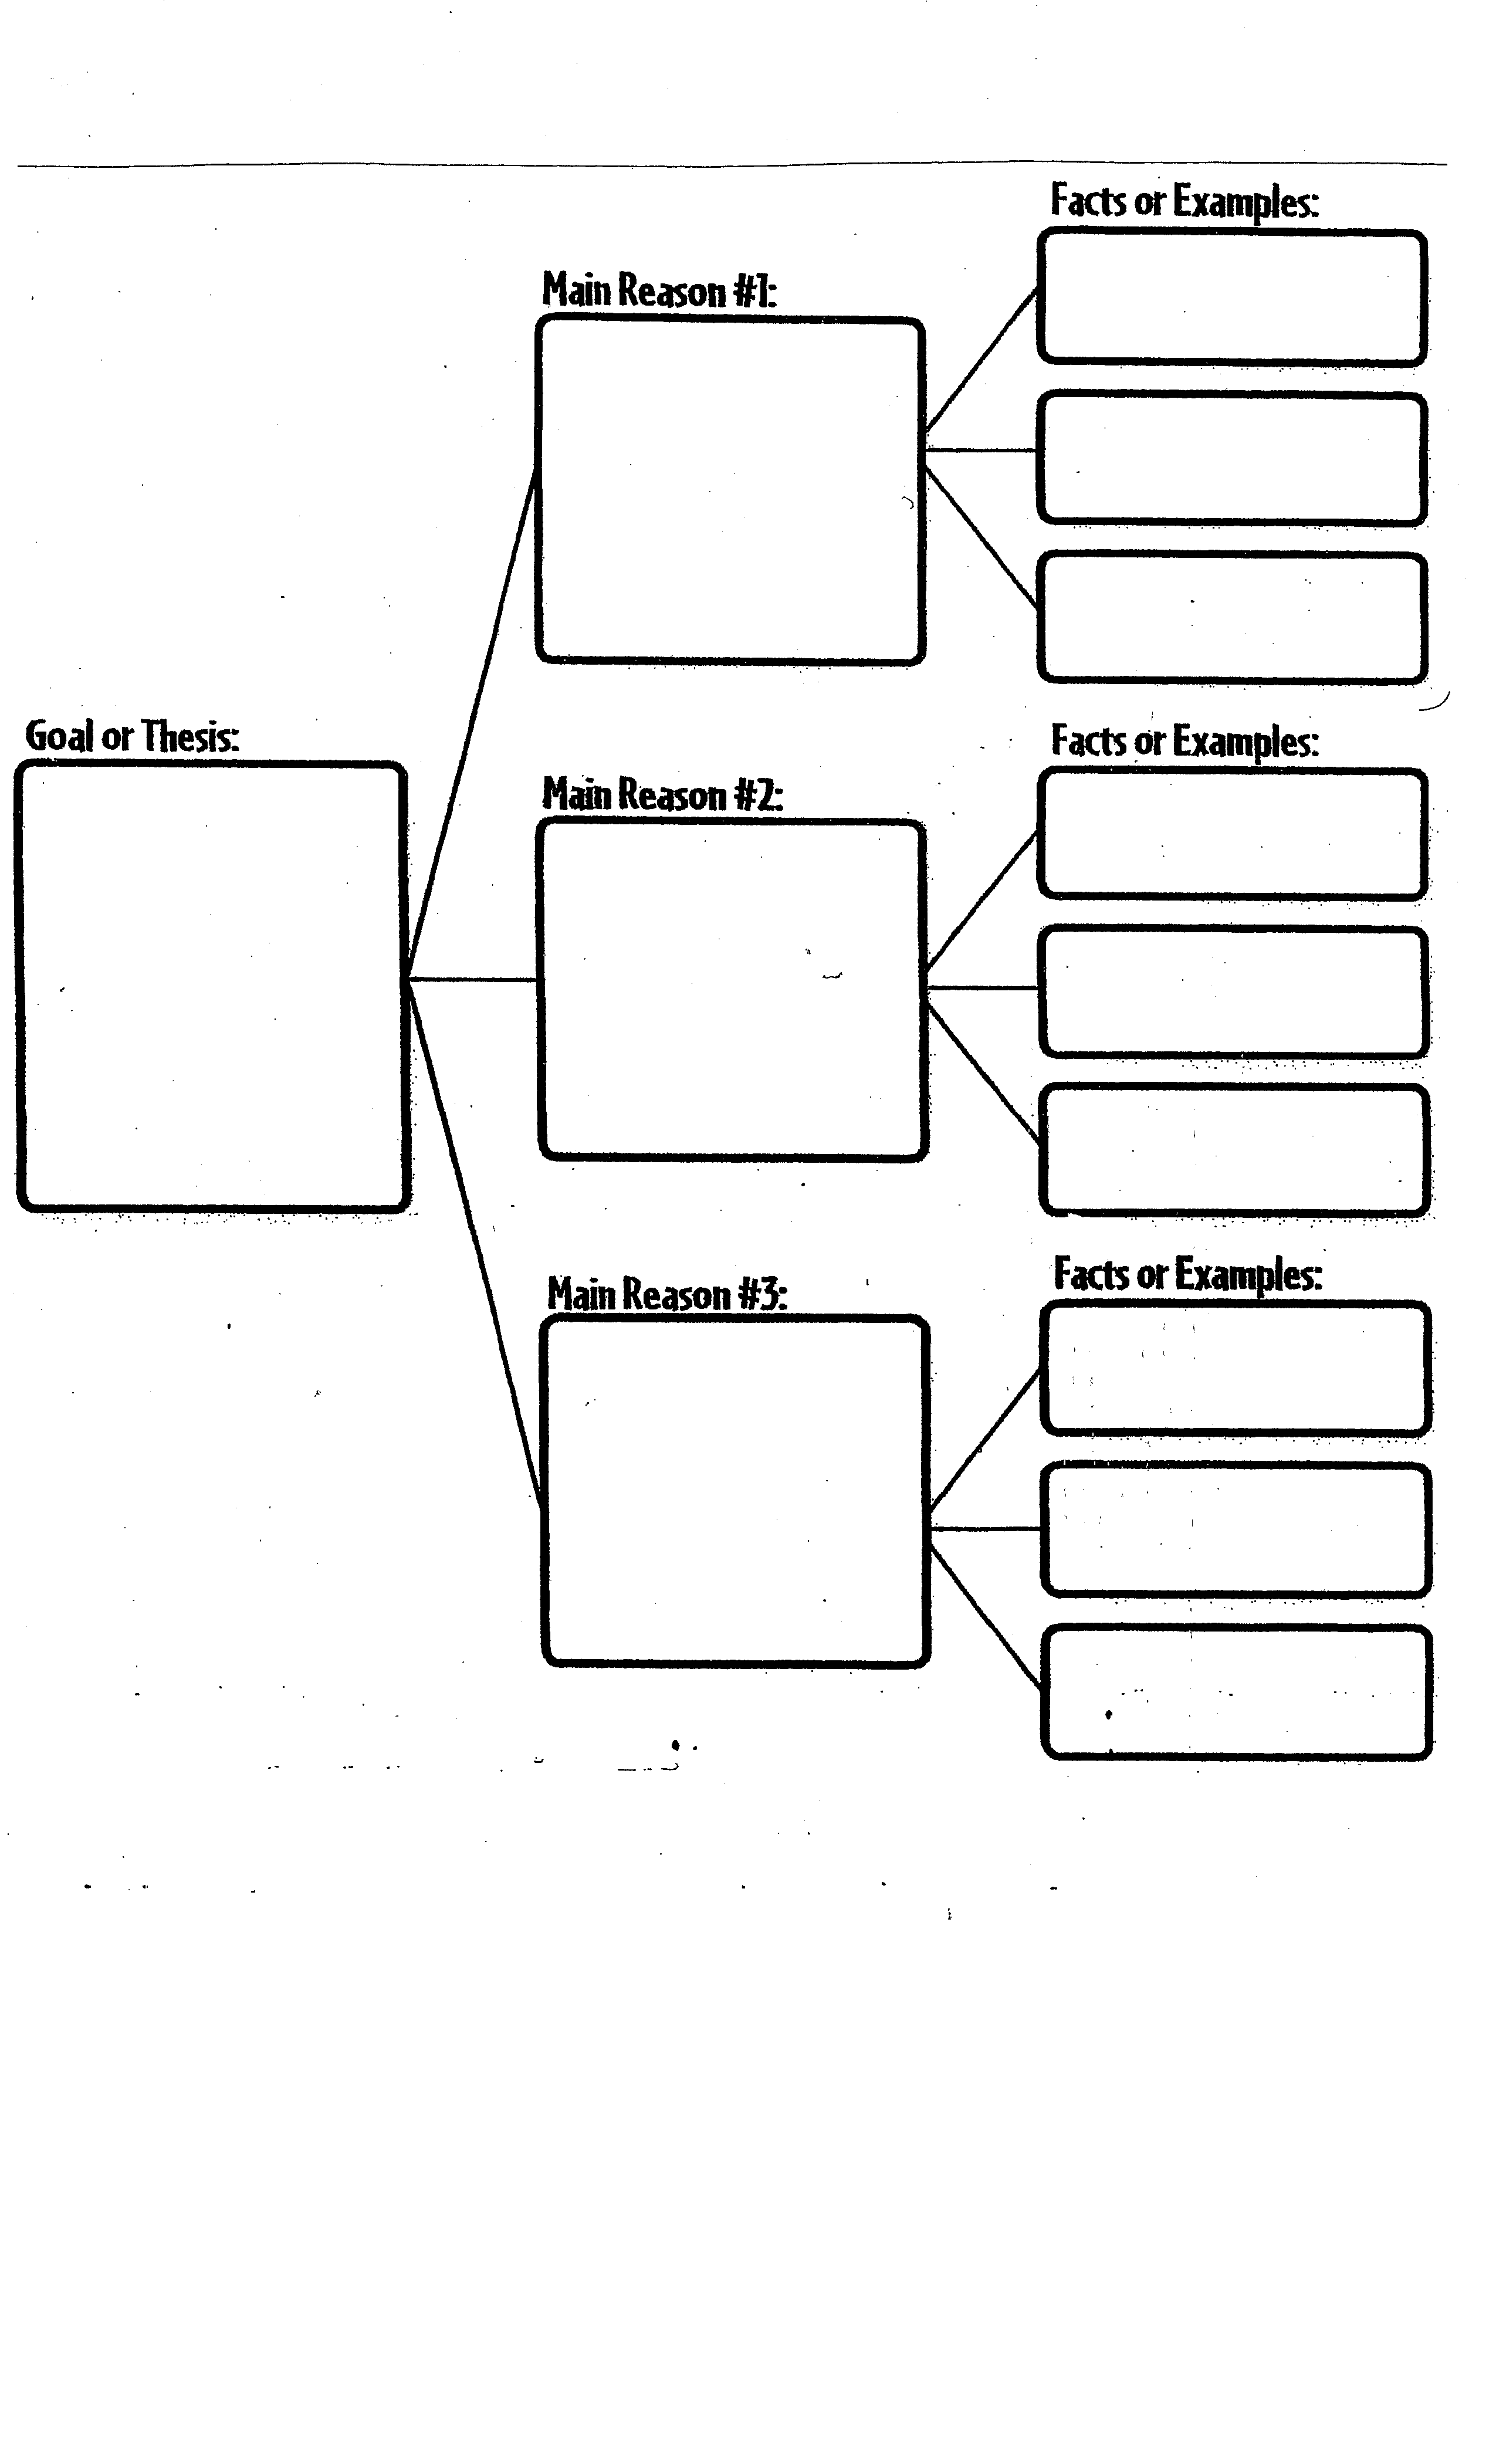 Facts or Examples:
Main Reason #1:
Goal or Thesis:
Facts or Examples:
Main Reason #2:
Facts or Examples:
Main Reason #3: